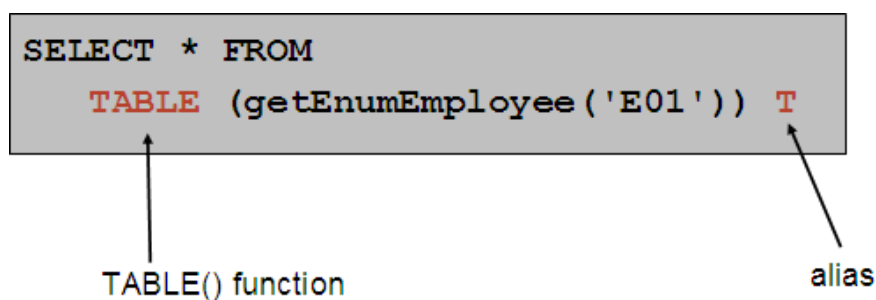 SELECT * FROM
TABLE (getEnumEmployee('E01')) T
TABLE() function
alias